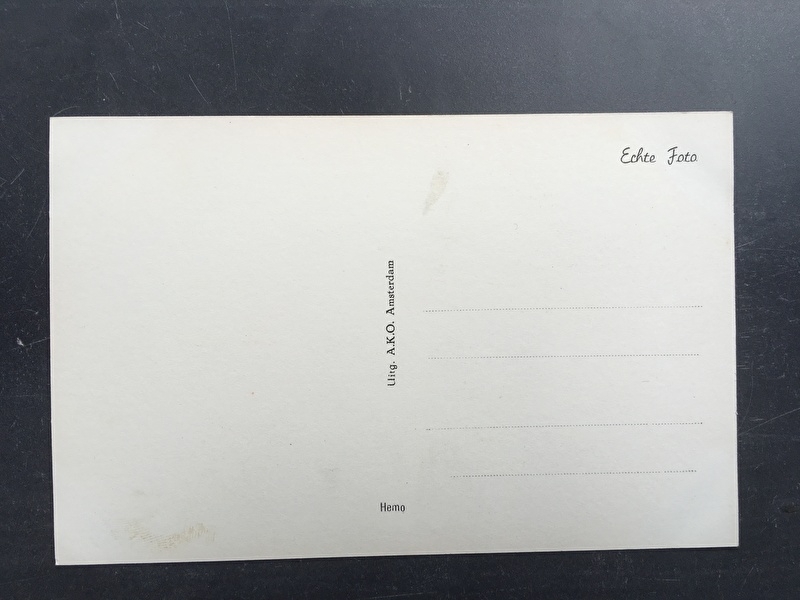 Echte Foto
Uitg. A.K.O. Amsterdam
Hemo